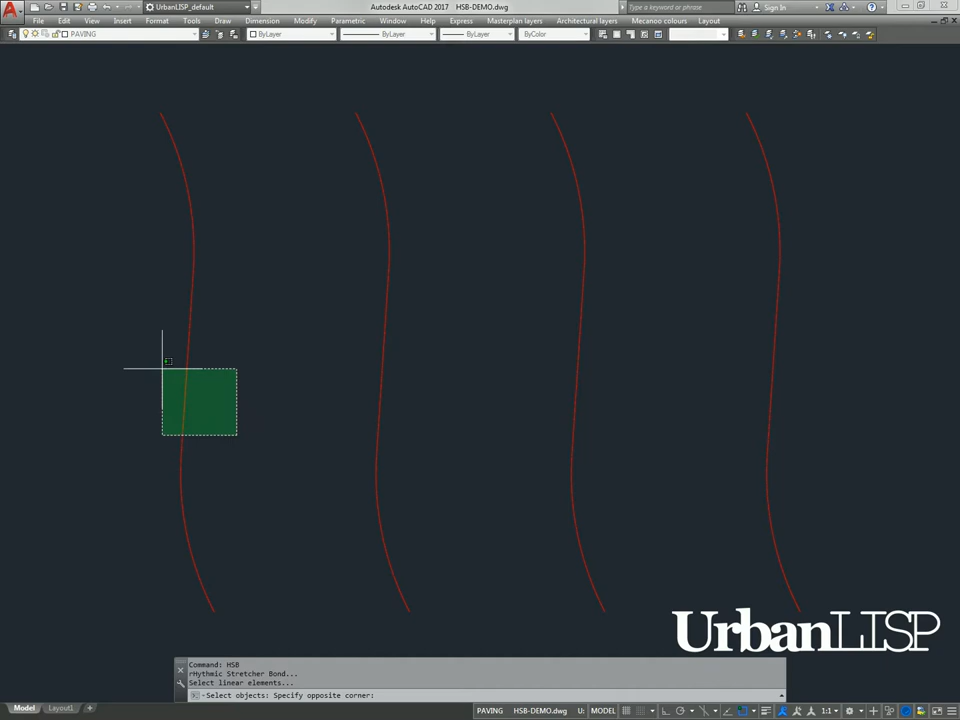 UrbanLISP_default
Autodesk AutoCAD 2017 HSB-DEMO.dwg
Type a keyword or phrase
Sign In
File Edit View Insert Format Tools Draw Dimension Modify Parametric Window Help Express Masterplan layers Architectural layers Mecanoo colours Layout
PAVING
ByLayer
ByLayer
ByLayer
ByColor
UrbanLISP
Command: HSB
rHythmic Stretcher Bond...
Select linear elements...
-Select objects: Specify opposite corner:
Model Layout1 +
PAVING HSB-DEMO.dwg U: MODEL 1:1